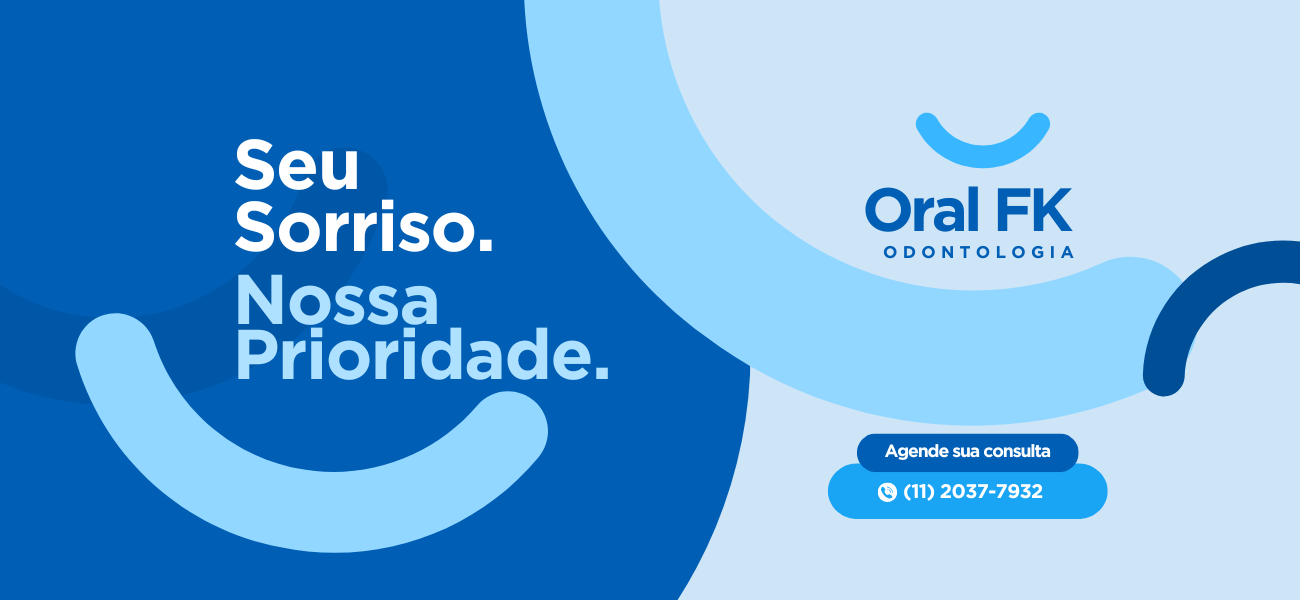 Seu
Sorriso.
Nossa
Prioridade.
Oral FK
ODONTOLOGIA
Agende sua consulta
(11) 2037-7932